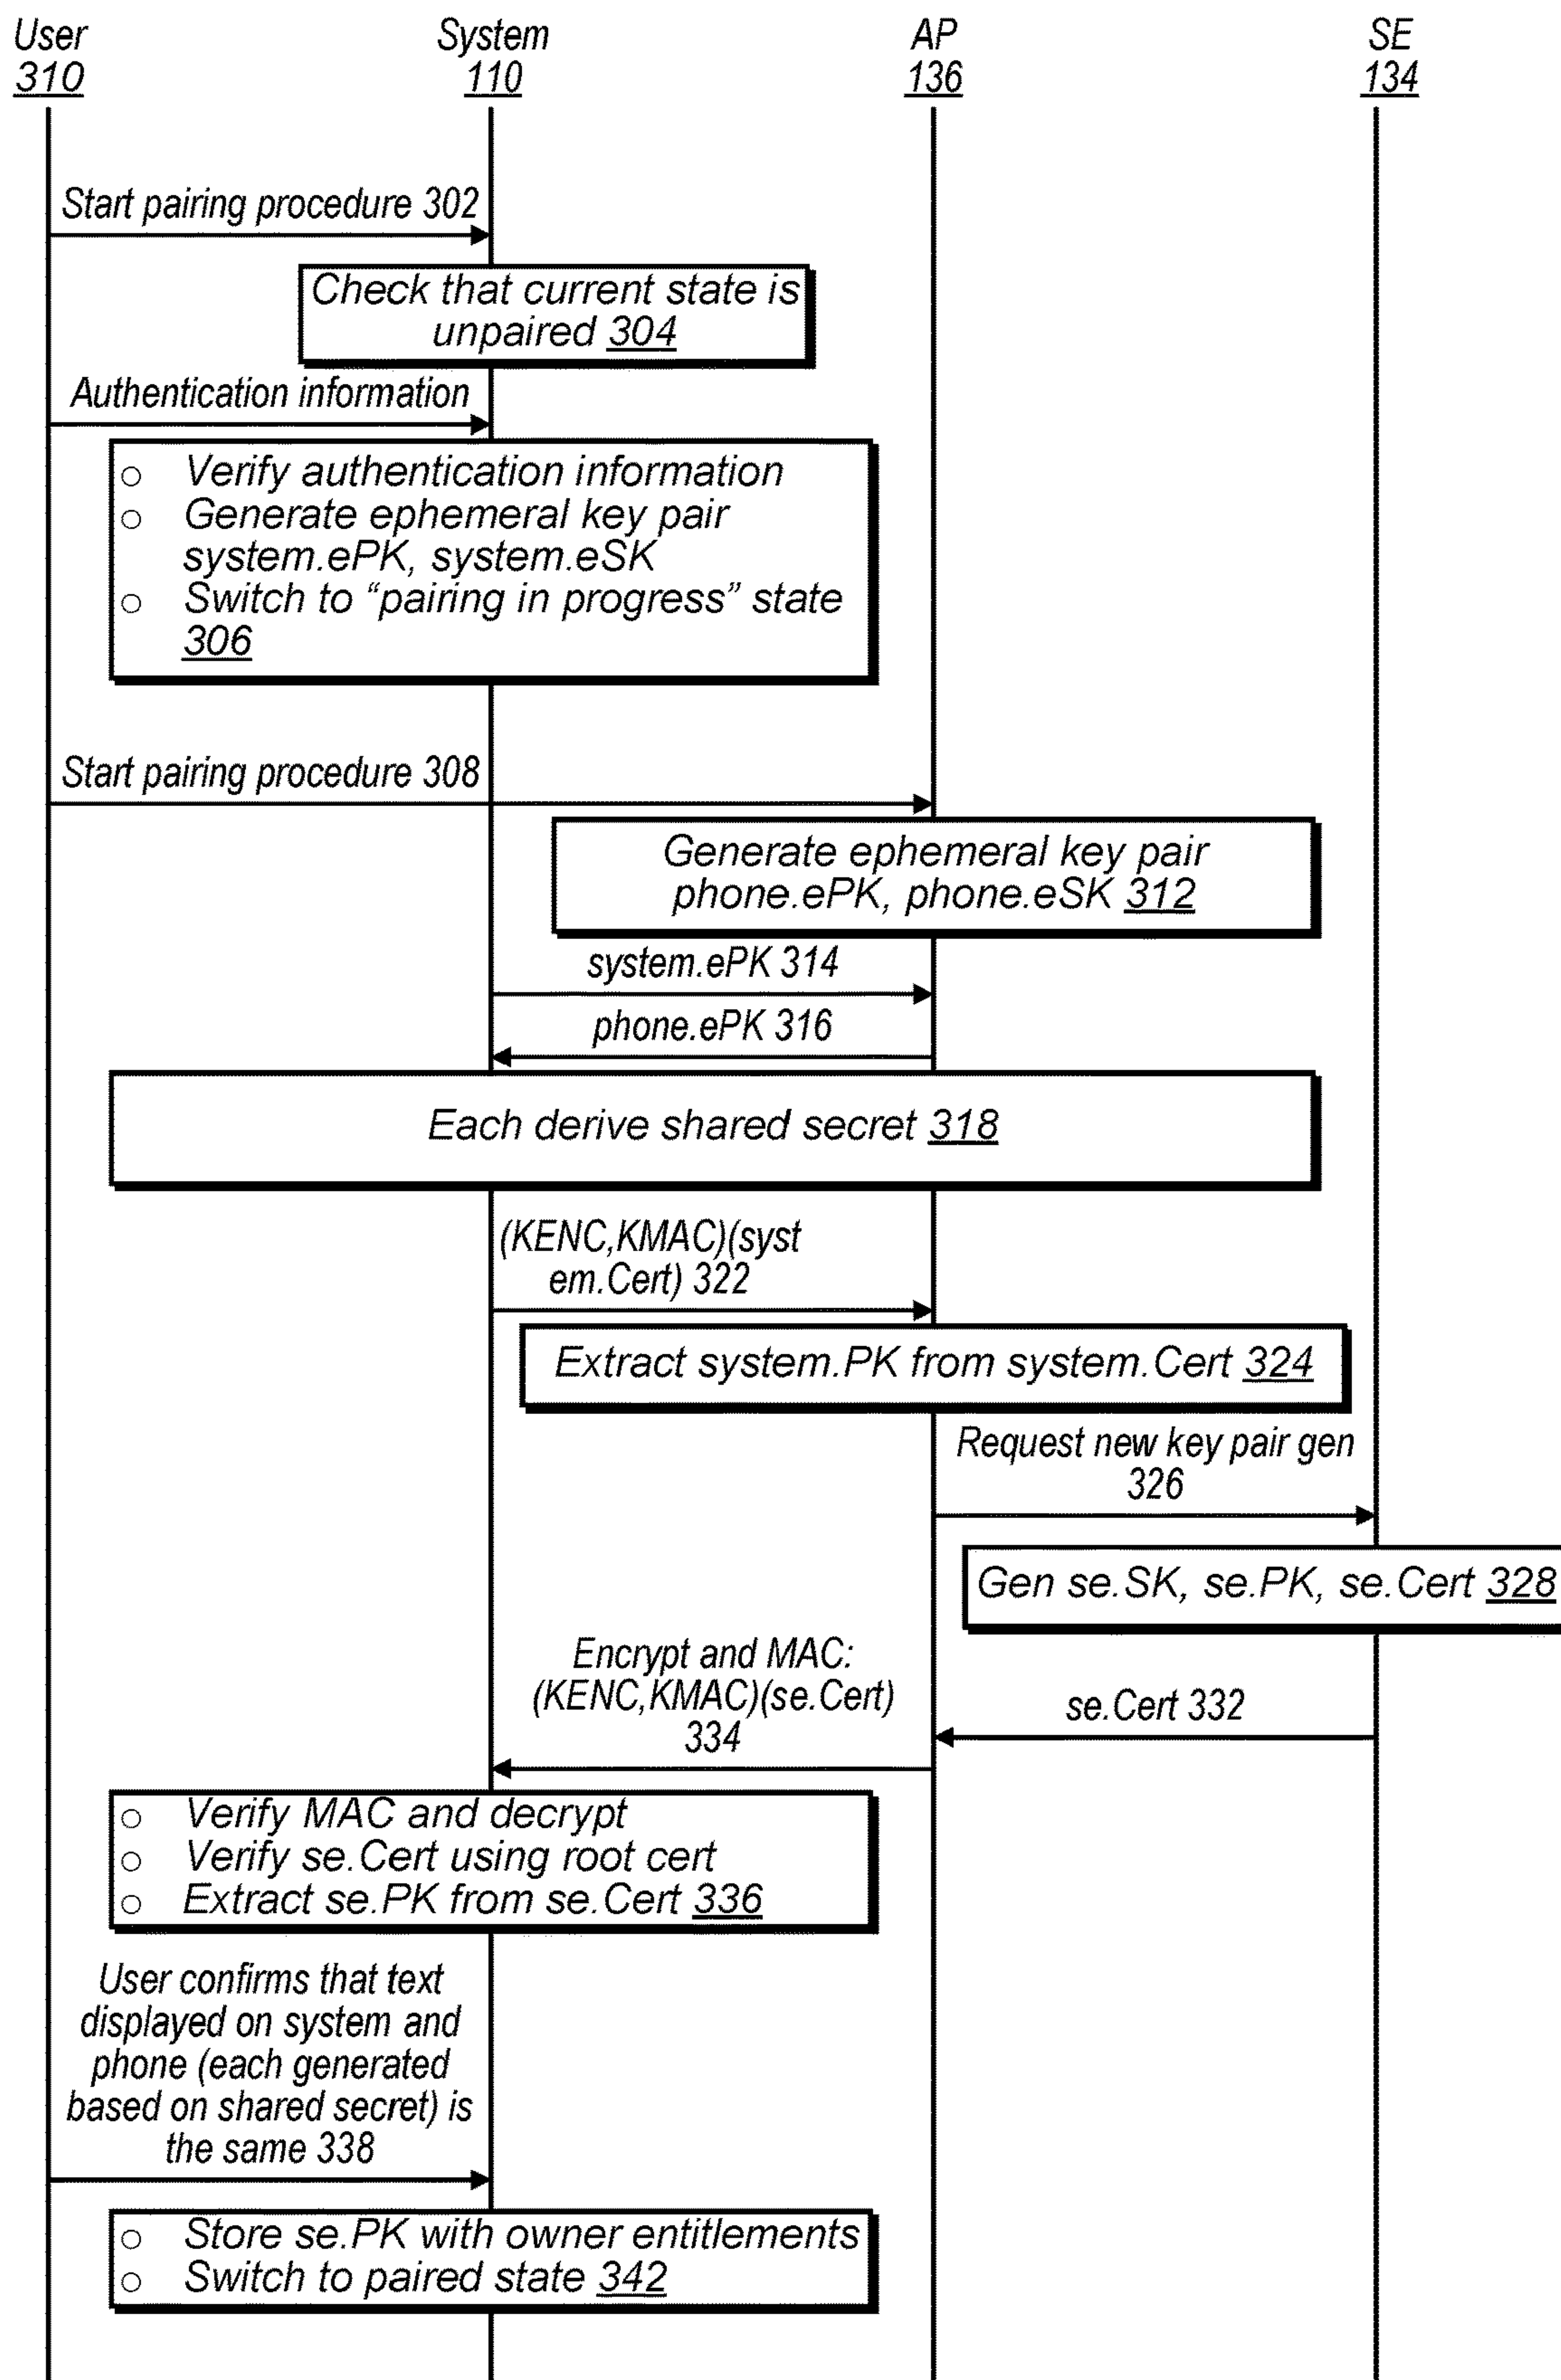 User
310
System
110
AP
136
SE
134
Start pairing procedure 302
Check that current state is
unpaired 304
Authentication information
○ Verify authentication information
○ Generate ephemeral key pair
system.ePK, system.eSK
○ Switch to “pairing in progress” state
306
Start pairing procedure 308
Generate ephemeral key pair
phone.ePK, phone.eSK 312
system.ePK 314
phone.ePK 316
Each derive shared secret 318
(KENC,KMAC)(syst
em.Cert) 322
Extract system.PK from system.Cert 324
Request new key pair gen
326
Gen se.SK, se.PK, se.Cert 328
se.Cert 332
Encrypt and MAC:
(KENC,KMAC)(se.Cert)
334
○ Verify MAC and decrypt
○ Verify se.Cert using root cert
○ Extract se.PK from se.Cert 336
User confirms that text
displayed on system and
phone (each generated
based on shared secret) is
the same 338
○ Store se.PK with owner entitlements
○ Switch to paired state 342